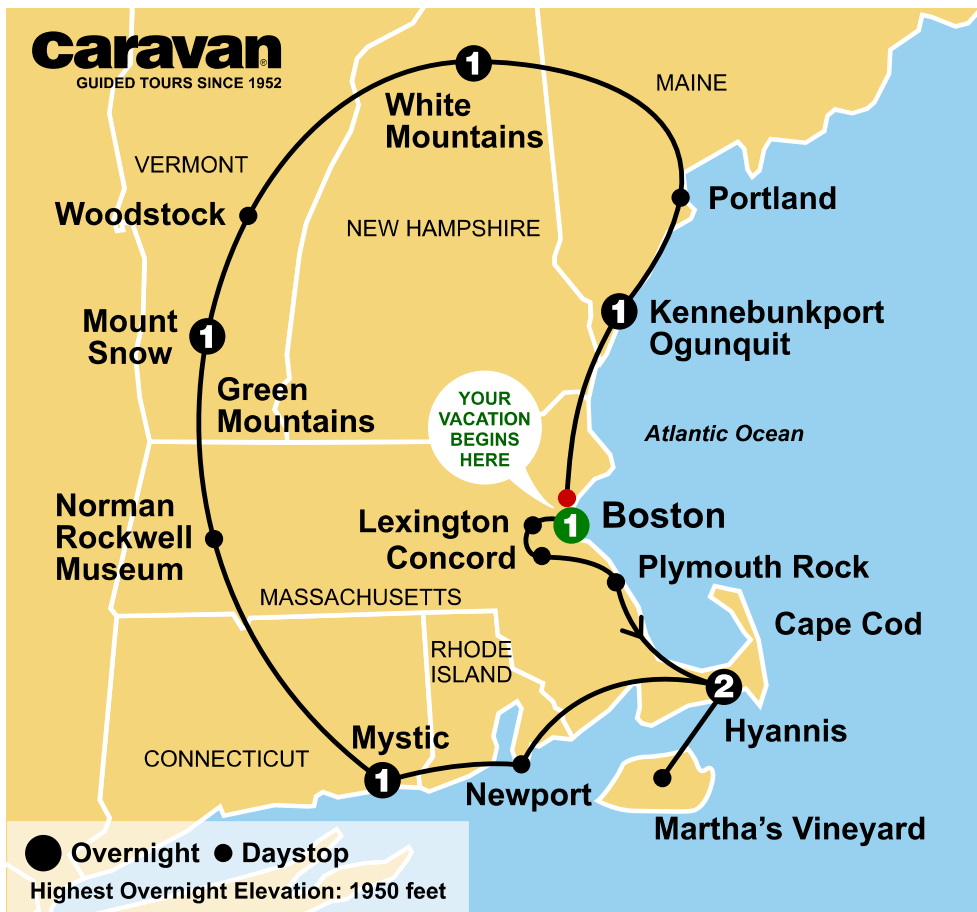 caravan®
GUIDED TOURS SINCE 1952
1
White
Mountains
MAINE
VERMONT
Woodstock
NEW HAMPSHIRE
Portland
Mount
Snow
1
1
Kennebunkport
Ogunquit
Green
Mountains
YOUR
VACATION
BEGINS
HERE
Atlantic Ocean
Norman
Rockwell
Museum
Lexington
Concord
1
Boston
Plymouth Rock
MASSACHUSETTS
Cape Cod
RHODE
ISLAND
2
Hyannis
Mystic
CONNECTICUT
1
Newport
Martha's Vineyard
Overnight Daystop
Highest Overnight Elevation: 1950 feet